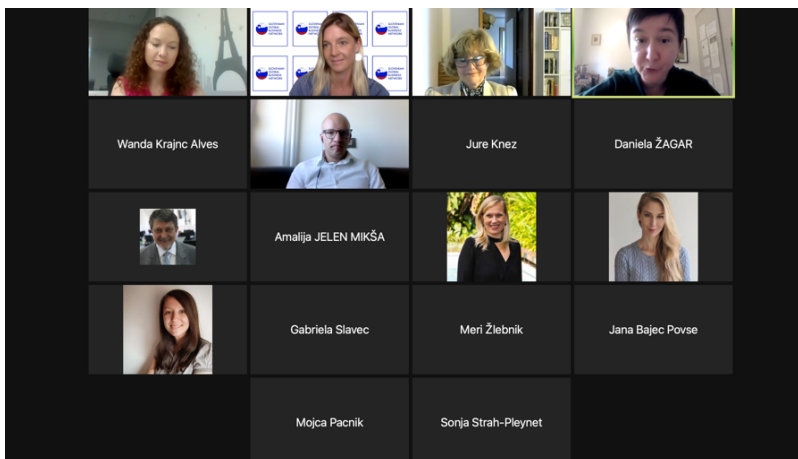 Wanda Krajnc Alves
Jure Knez
Daniela ŽAGAR
Amalija JELEN MIKŠA
Gabriela Slavec
Meri Žlebnik
Jana Bajec Povse
Mojca Pacnik
Sonja Strah-Pleynet